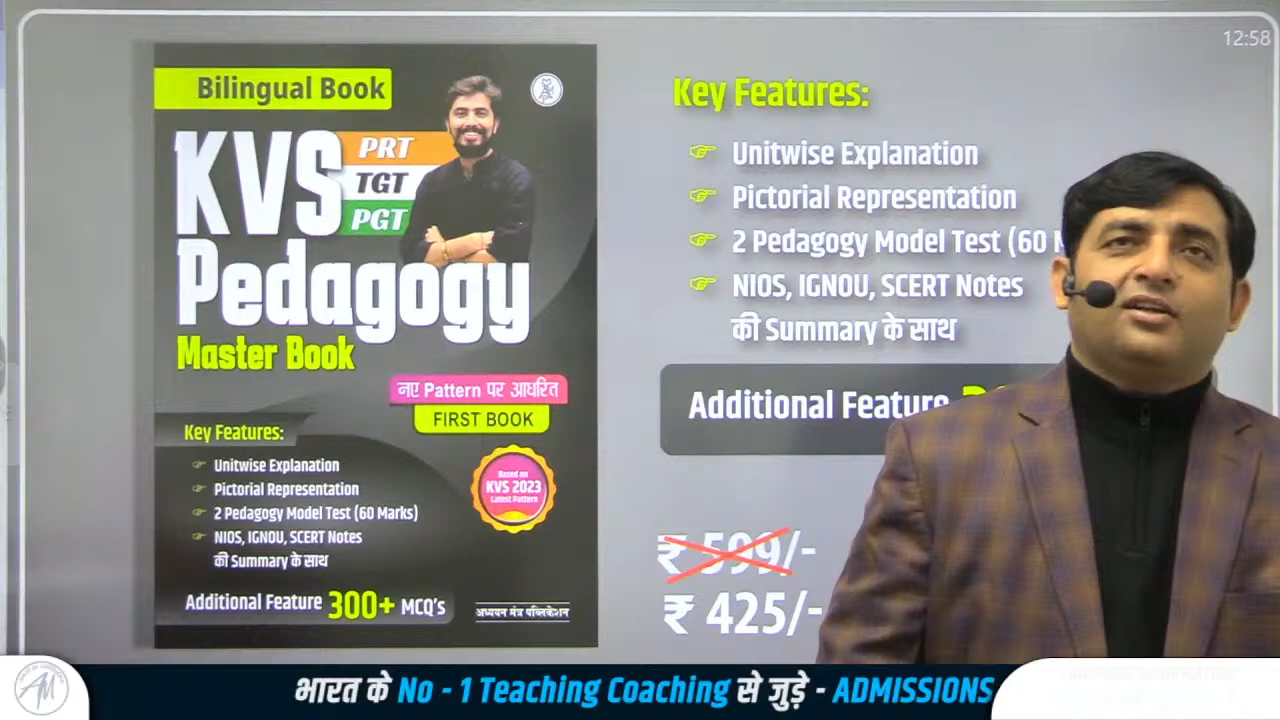 12:58
Bilingual Book
KVS
PRT
TGT
PGT
Pedagogy
Master Book
नए Pattern पर आधरित
FIRST BOOK
Key Features:
Unitwise Explanation
Pictorial Representation
2 Pedagogy Model Test (60 Marks)
NIOS, IGNOU, SCERT Notes
की Summary के साथ
Based on
KVS 2023
Latest Pattern
Additional Feature 300+ MCQ's
अध्ययन मंत्र पब्लिकेशन
Key Features:
Unitwise Explanation
Pictorial Representation
2 Pedagogy Model Test (60
NIOS, IGNOU, SCERT Notes
की Summary के साथ
Additional Feature
₹ 599/-
₹ 425/-
AM
भारत के No - 1 Teaching Coaching से जुड़े - ADMISSIONS